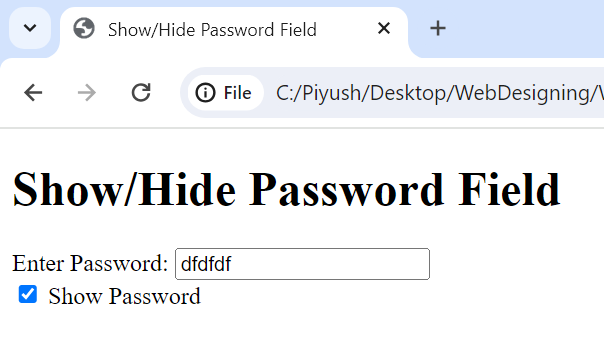 Show/Hide Password Field
File C:/Piyush/Desktop/WebDesigning/
Show/Hide Password Field
Enter Password: dfdfdf
Show Password